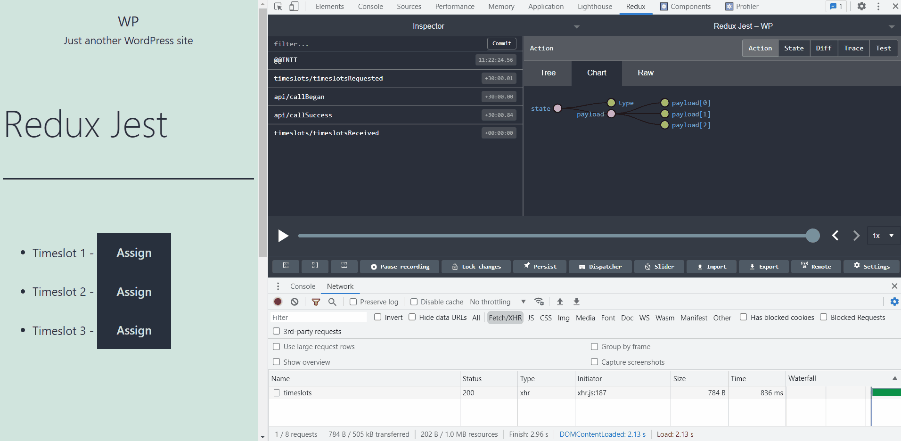 WP
Just another WordPress site
Redux Jest
Timeslot 1 - Assign
Timeslot 2 - Assign
Timeslot 3 - Assign
Elements Console Sources Performance Memory Application Lighthouse Redux Components Profiler 1
Inspector Redux Jest – WP
filter... Commit
@@INIT 11:22:24.56
timeslots/timeslotsRequested +30:00.01
api/callBegan +30:00.00
api/callSuccess +30:00.84
timeslots/timeslotsReceived +00:00.00
Action Action State Diff Trace Test
Tree Chart Raw
state type payload payload[0]
payload[1]
payload[2]
1x
Pause recording Lock changes Persist Dispatcher Slider Import Export Remote Settings
Console Network
Preserve log Disable cache No throttling
Filter Invert Hide data URLs All Fetch/XHR JS CSS Img Media Font Doc WS Wasm Manifest Other Has blocked cookies Blocked Requests
3rd-party requests
Use large request rows Group by frame
Show overview Capture screenshots
Name Status Type Initiator Size Time Waterfall
timeslots 200 xhr xhr.js:187 784 B 836 ms
1 / 8 requests 784 B / 505 kB transferred 202 B / 1.0 MB resources Finish: 2.96 s DOMContentLoaded: 2.13 s Load: 2.13 s